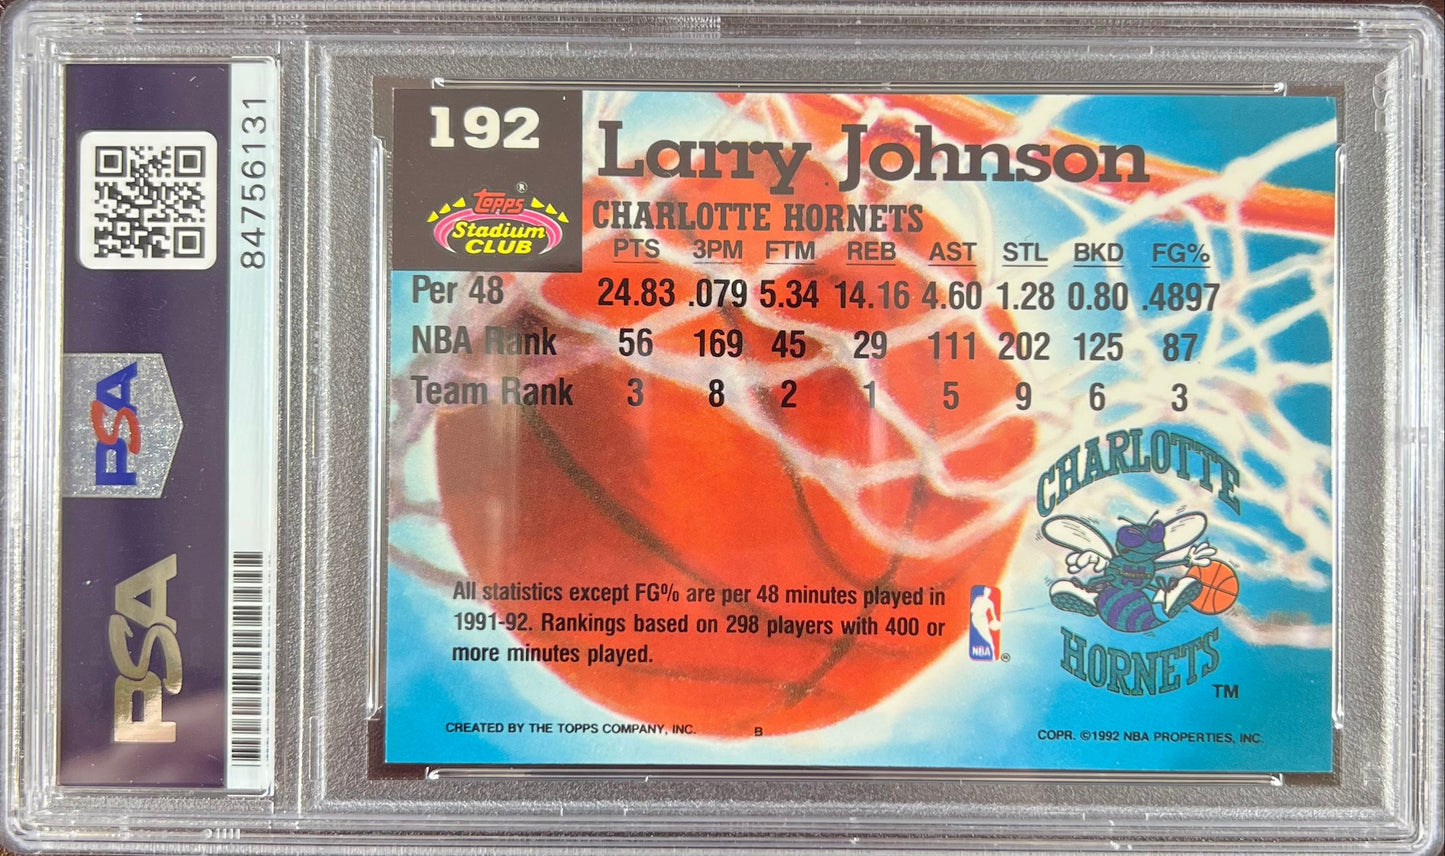 84756131
PSA
PSA
192
Topps ®
Stadium
CLUB
Larry Johnson
CHARLOTTE HORNETS
PTS 3PM FTM REB AST STL BKD FG%
Per 48 24.83 .079 5.34 14.16 4.60 1.28 0.80 .4897
NBA Rank 56 169 45 29 111 202 125 87
Team Rank 3 8 2 1 5 9 6 3
CHARLOTTE
HORNETS
TM
All statistics except FG% are per 48 minutes played in
1991-92. Rankings based on 298 players with 400 or
more minutes played.
NBA ®
CREATED BY THE TOPPS COMPANY, INC. B COPR. ©1992 NBA PROPERTIES, INC.